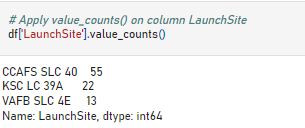 # Apply value_counts() on column LaunchSite
df['LaunchSite'].value_counts()
CCAFS SLC 40    55
KSC LC 39A      22
VAFB SLC 4E     13
Name: LaunchSite, dtype: int64